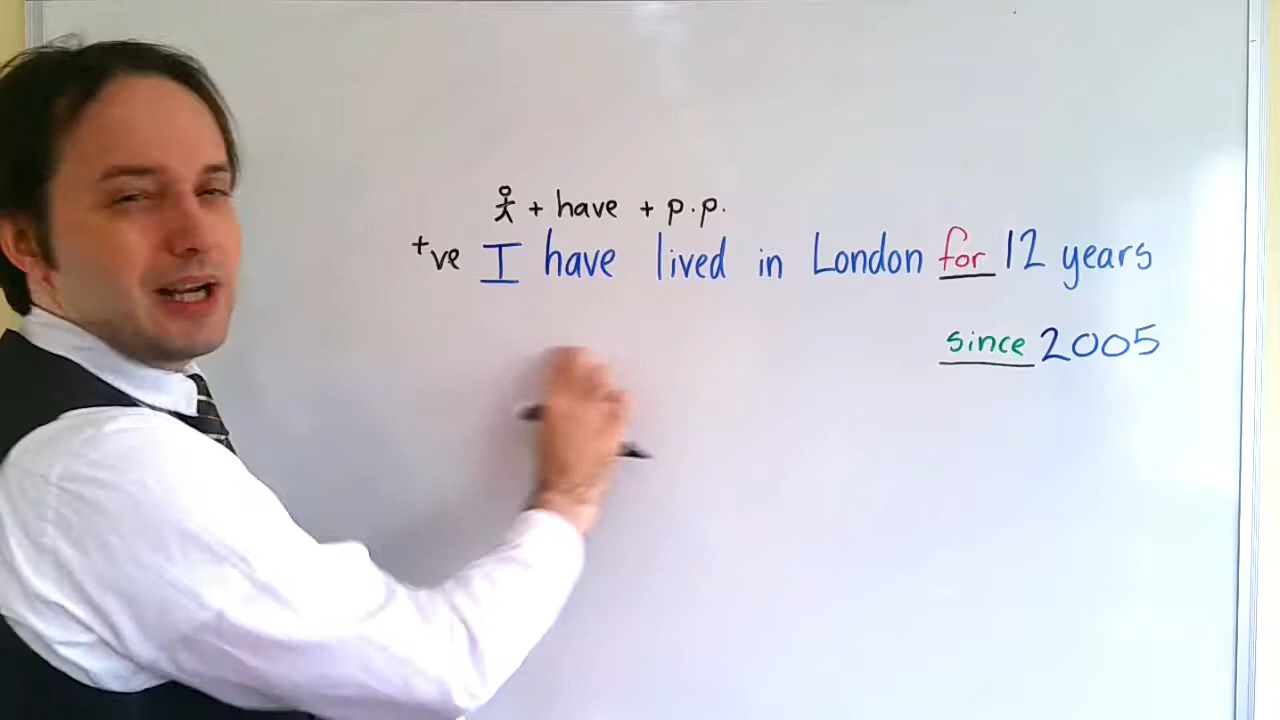 + have + p.p.
+ve I have lived in London for 12 years
since 2005